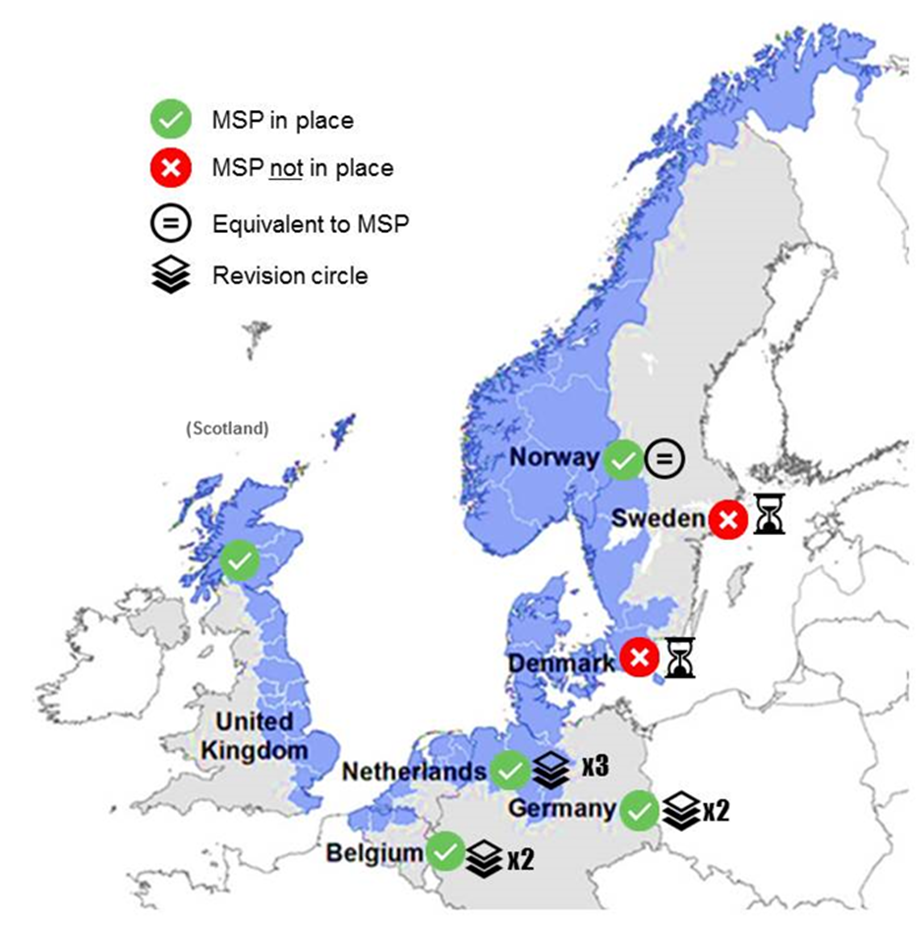 MSP in place
MSP not in place
Equivalent to MSP
Revision circle
(Scotland)
Norway
Sweden
Denmark
United
Kingdom
Netherlands x3
Germany x2
Belgium x2